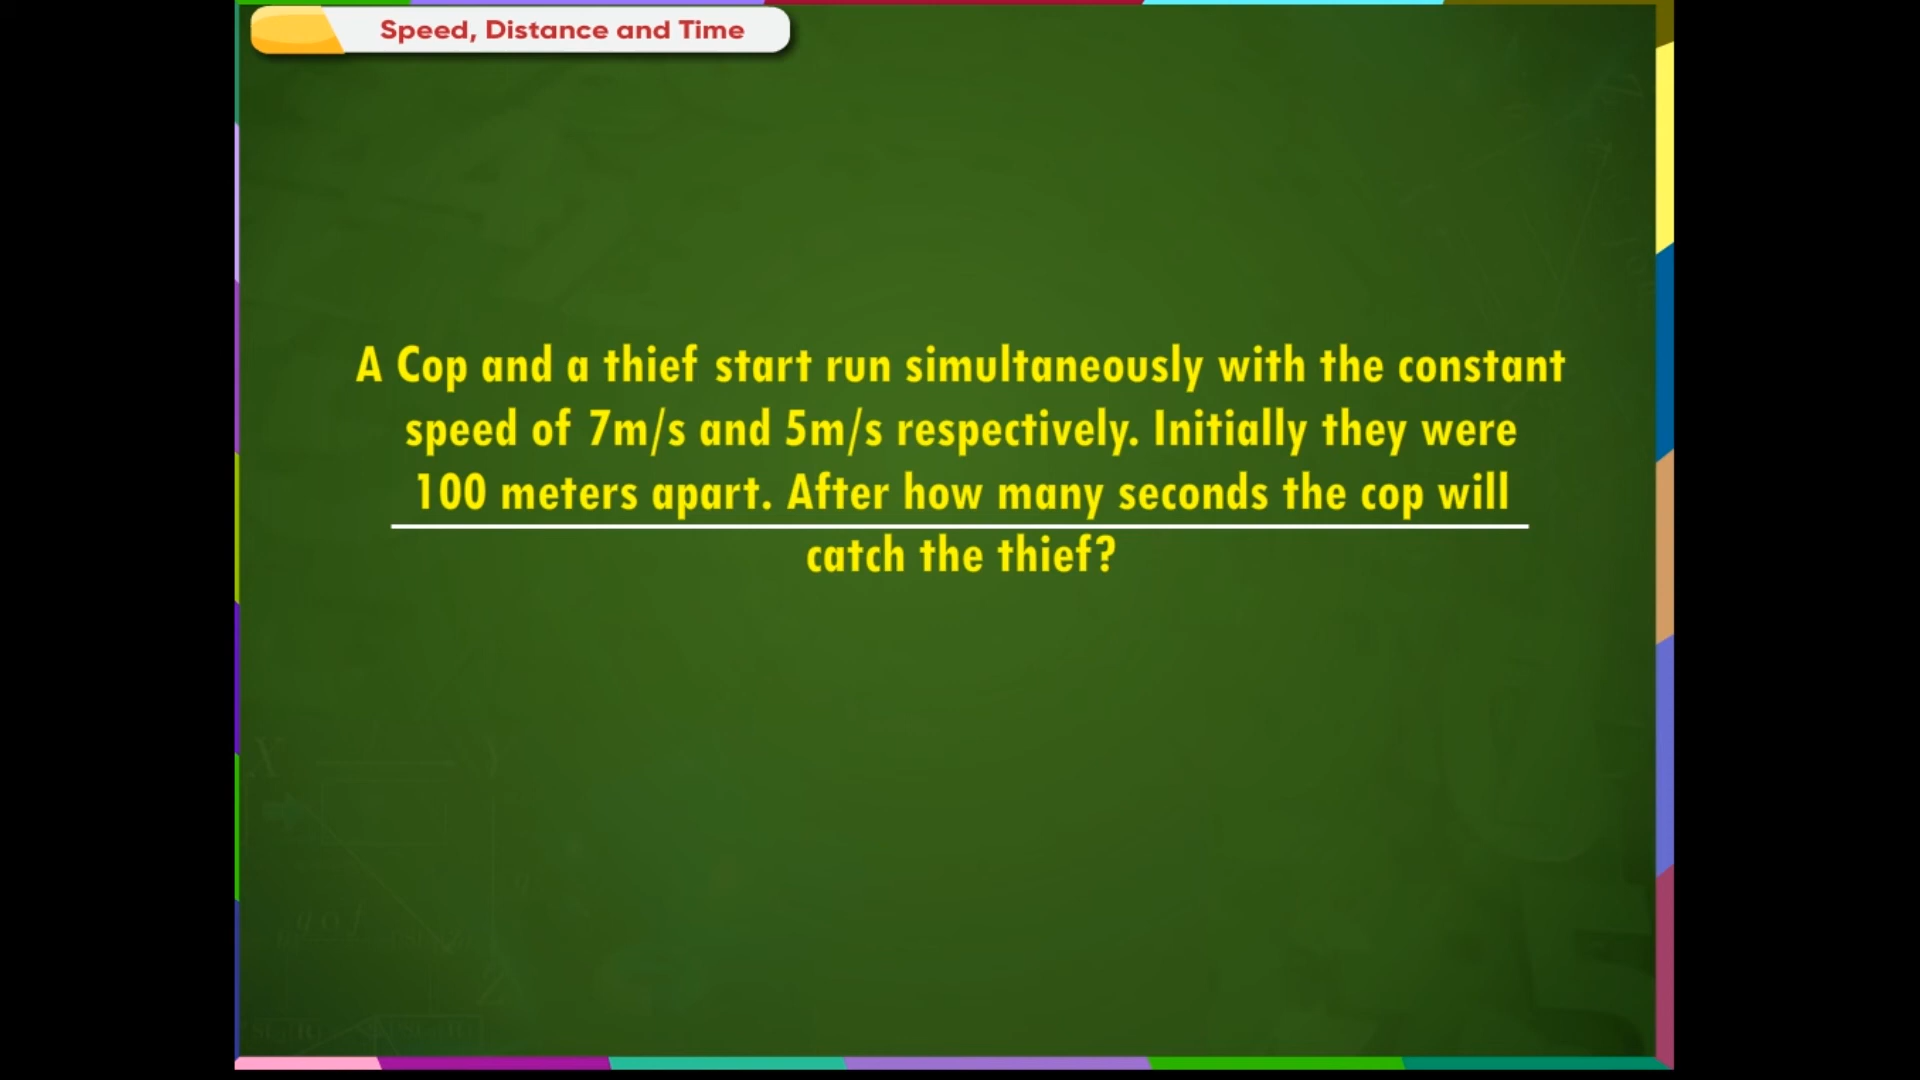 Speed, Distance and Time
A Cop and a thief start run simultaneously with the constant
speed of 7m/s and 5m/s respectively. Initially they were
100 meters apart. After how many seconds the cop will
catch the thief?